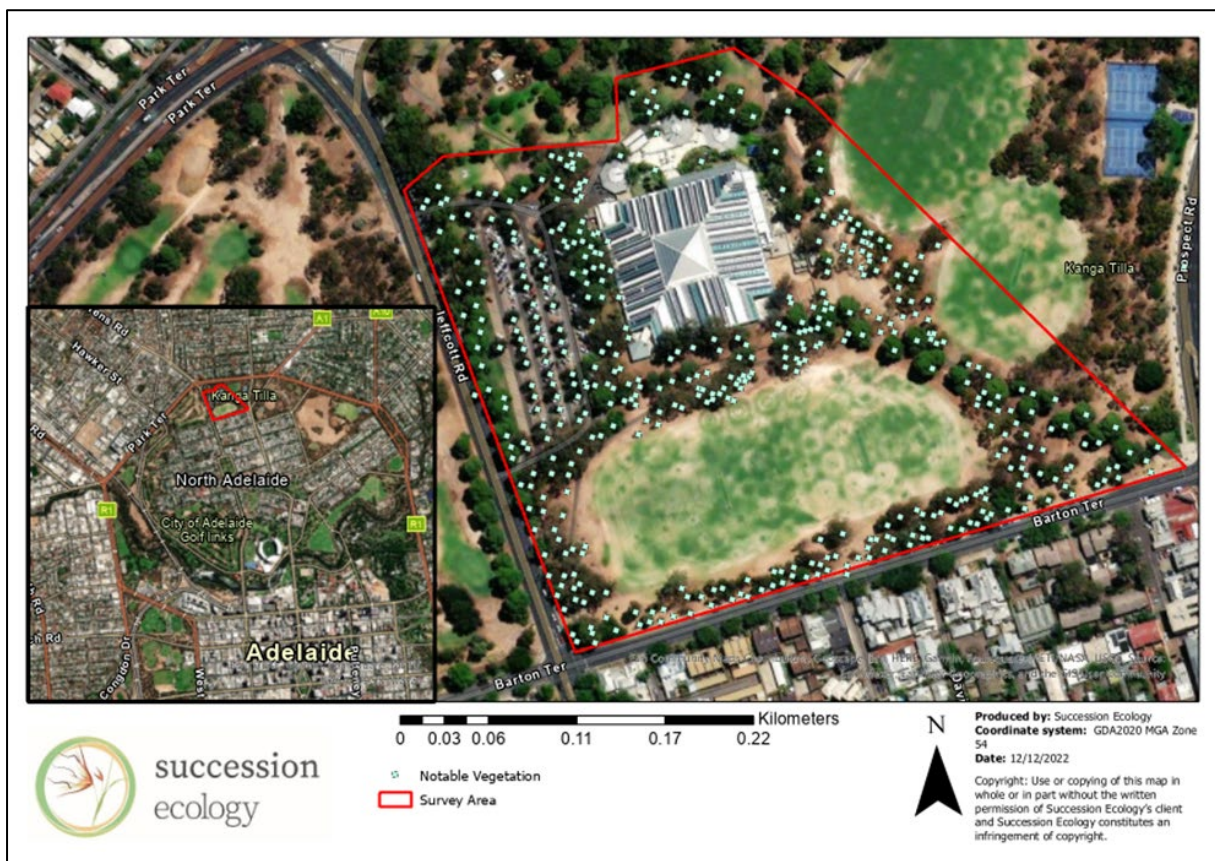 Park Ter
Park Ter
Jeffcott Rd
Kanga Tilla
Prospect Rd
Barton Ter
Barton Ter
Hawker St
Park Ter
Kanga Tilla
A1
North Adelaide
City of Adelaide
Golf links
R1
R1
Adelaide
Congdon Dr
West
Pulteney
Kilometers
0 0.03 0.06 0.11 0.17 0.22
Notable Vegetation
Survey Area
succession
ecology
N
Produced by: Succession Ecology
Coordinate system: GDA2020 MGA Zone
54
Date: 12/12/2022
Copyright: Use or copying of this map in
whole or in part without the written
permission of Succession Ecology's client
and Succession Ecology constitutes an
infringement of copyright.